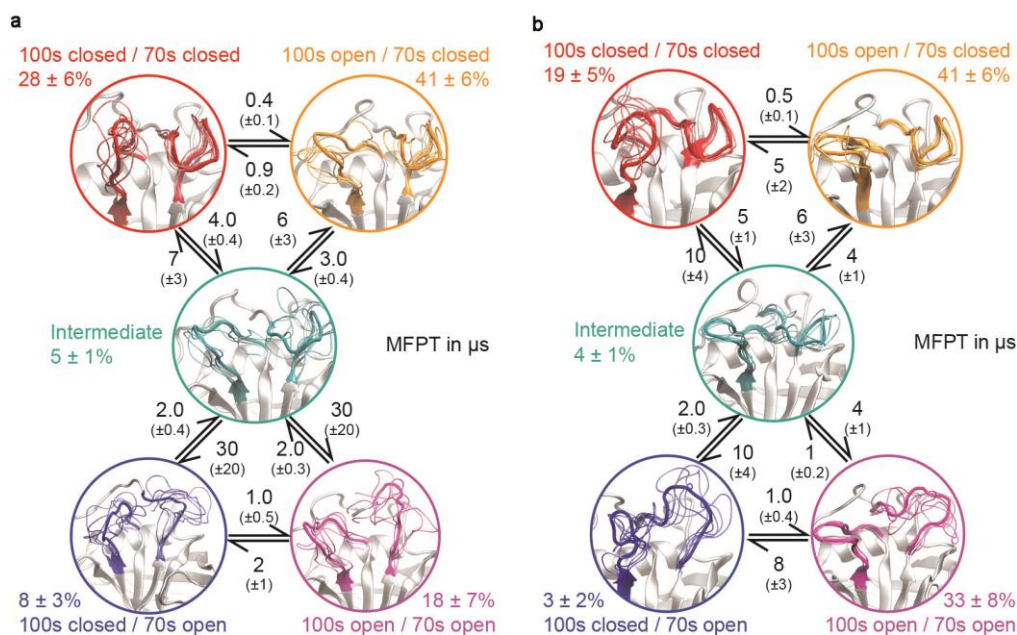 a
100s closed / 70s closed
28 ± 6%
100s open / 70s closed
41 ± 6%
0.4
(±0.1)
0.9
(±0.2)
4.0
(±0.4)
7
(±3)
6
(±3)
3.0
(±0.4)
Intermediate
5 ± 1%
MFPT in µs
2.0
(±0.4)
30
(±20)
30
(±20)
2.0
(±0.3)
1.0
(±0.5)
2
(±1)
8 ± 3%
100s closed / 70s open
18 ± 7%
100s open / 70s open
b
100s closed / 70s closed
19 ± 5%
100s open / 70s closed
41 ± 6%
0.5
(±0.1)
5
(±2)
5
(±1)
10
(±4)
6
(±3)
4
(±1)
Intermediate
4 ± 1%
MFPT in µs
2.0
(±0.3)
10
(±4)
4
(±1)
1
(±0.2)
1.0
(±0.4)
8
(±3)
3 ± 2%
100s closed / 70s open
33 ± 8%
100s open / 70s open